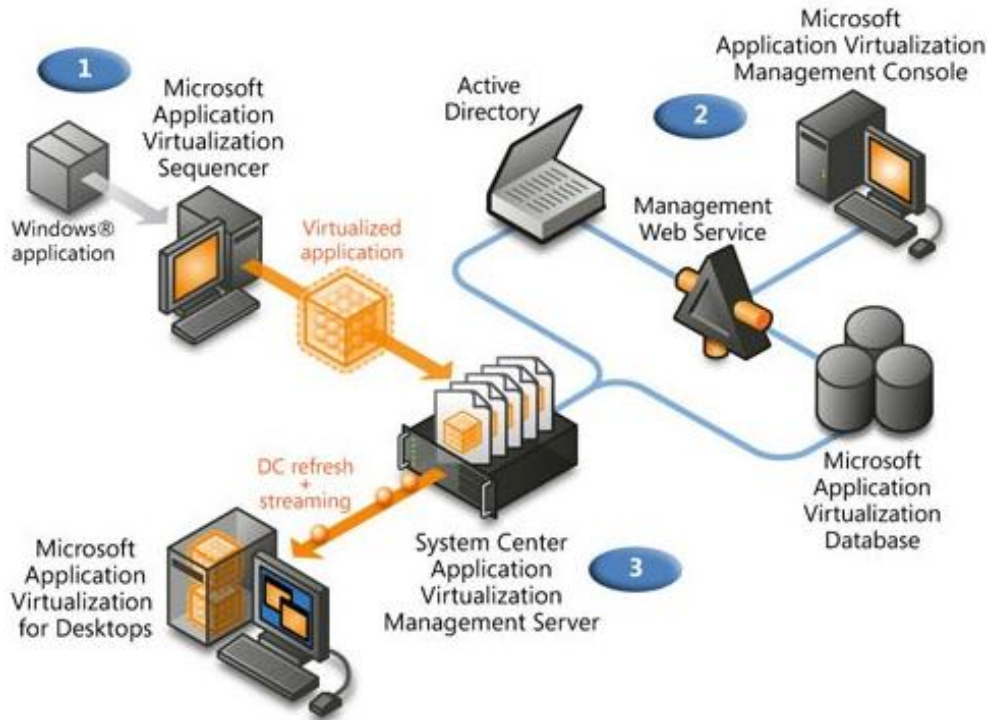 1
Microsoft
Application
Virtualization
Sequencer
Windows®
application
Virtualized
application
Active
Directory
2
Microsoft
Application Virtualization
Management Console
Management
Web Service
Microsoft
Application
Virtualization
Database
DC refresh
+
streaming
System Center
Application
Virtualization
Management Server
3
Microsoft
Application
Virtualization
for Desktops